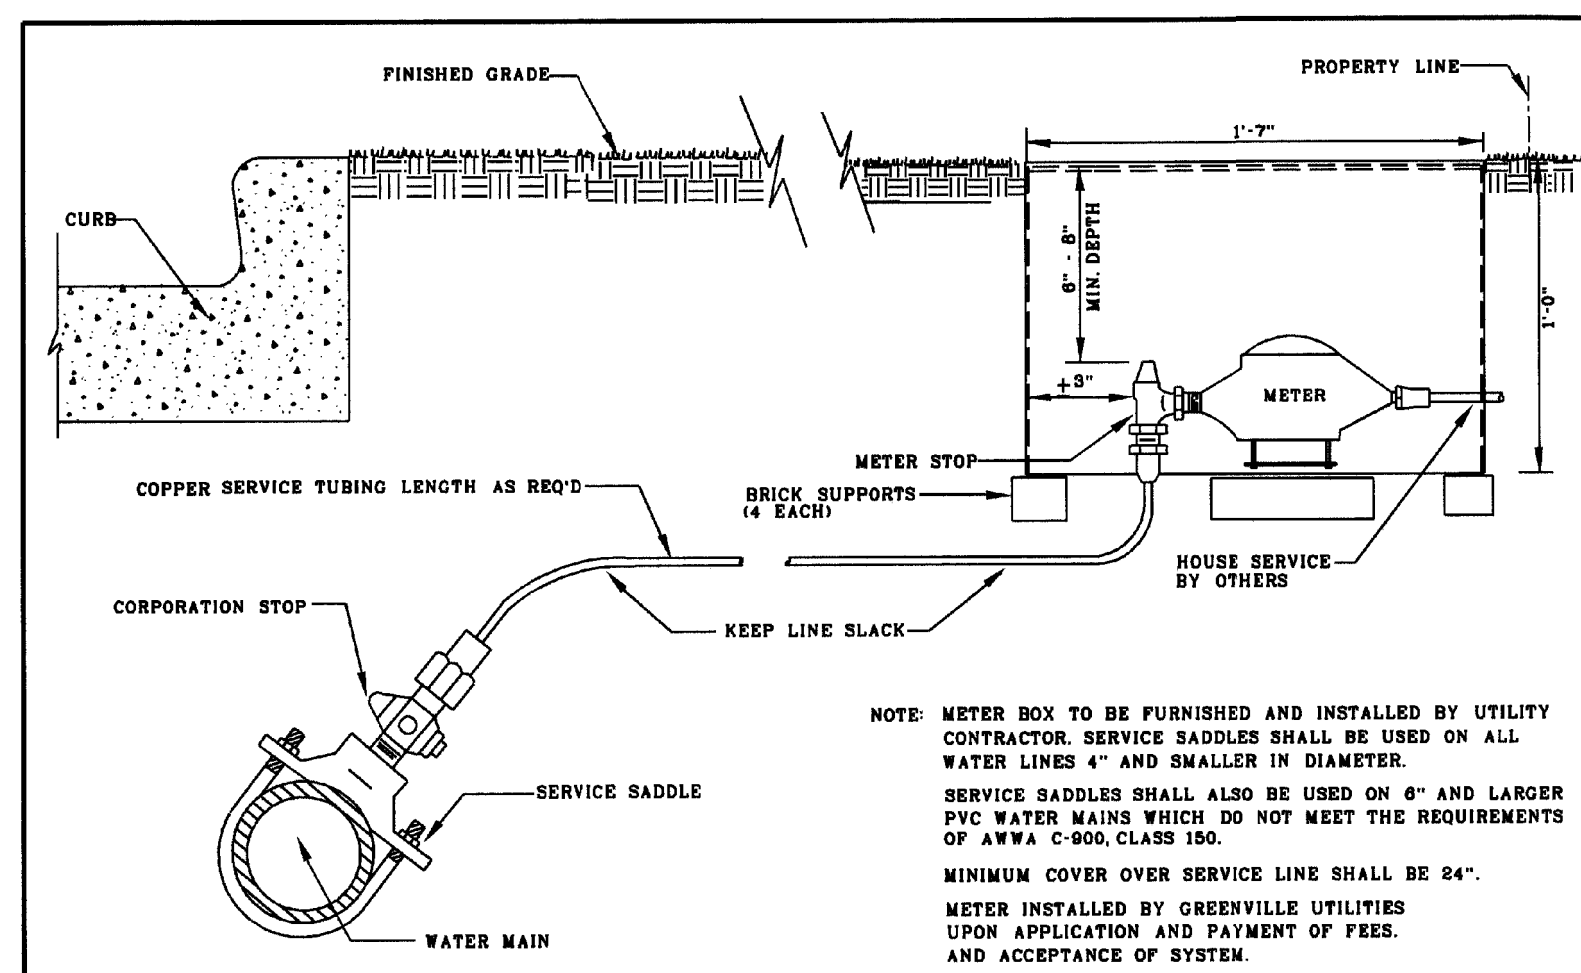 FINISHED GRADE
PROPERTY LINE
1'-7"
CURB
6" - 8"
MIN. DEPTH
1'-0"
±3"
METER
METER STOP
COPPER SERVICE TUBING LENGTH AS REQ'D
BRICK SUPPORTS
(4 EACH)
HOUSE SERVICE
BY OTHERS
CORPORATION STOP
KEEP LINE SLACK
NOTE: METER BOX TO BE FURNISHED AND INSTALLED BY UTILITY
CONTRACTOR. SERVICE SADDLES SHALL BE USED ON ALL
WATER LINES 4" AND SMALLER IN DIAMETER.
SERVICE SADDLE
SERVICE SADDLES SHALL ALSO BE USED ON 6" AND LARGER
PVC WATER MAINS WHICH DO NOT MEET THE REQUIREMENTS
OF AWWA C-900, CLASS 150.
MINIMUM COVER OVER SERVICE LINE SHALL BE 24".
METER INSTALLED BY GREENVILLE UTILITIES
UPON APPLICATION AND PAYMENT OF FEES.
AND ACCEPTANCE OF SYSTEM.
WATER MAIN